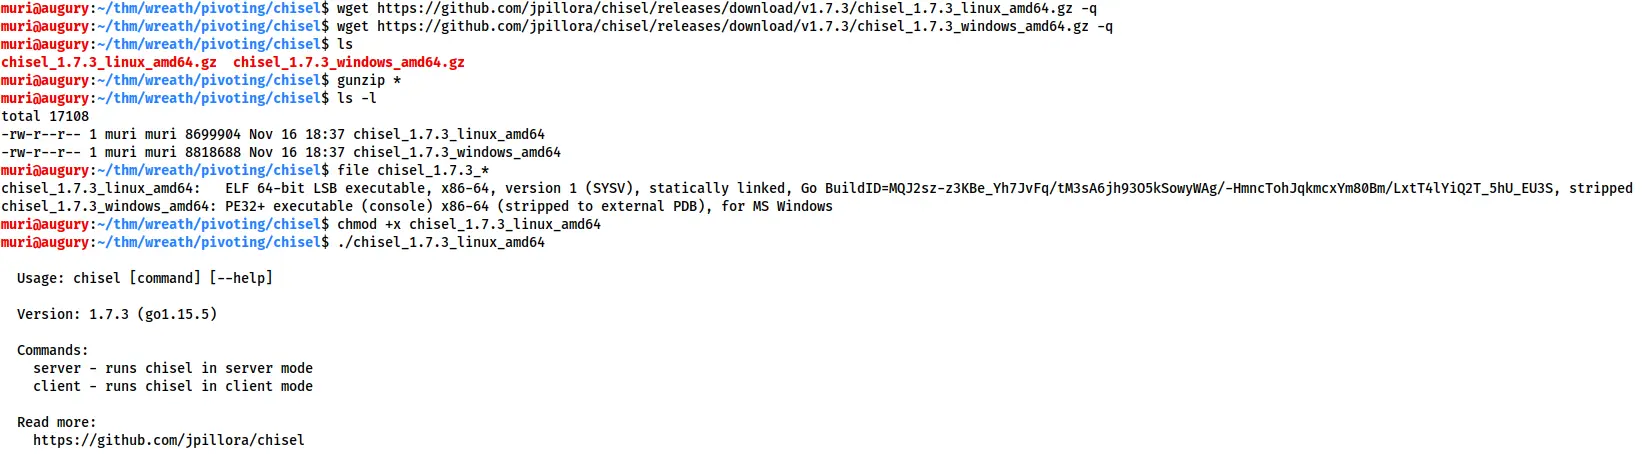 muri@augury:~/thm/wreath/pivoting/chisel$ wget https://github.com/jpillora/chisel/releases/download/v1.7.3/chisel_1.7.3_linux_amd64.gz -q
muri@augury:~/thm/wreath/pivoting/chisel$ wget https://github.com/jpillora/chisel/releases/download/v1.7.3/chisel_1.7.3_windows_amd64.gz -q
muri@augury:~/thm/wreath/pivoting/chisel$ ls
chisel_1.7.3_linux_amd64.gz  chisel_1.7.3_windows_amd64.gz
muri@augury:~/thm/wreath/pivoting/chisel$ gunzip *
muri@augury:~/thm/wreath/pivoting/chisel$ ls -l
total 17108
-rw-r--r-- 1 muri muri 8699904 Nov 16 18:37 chisel_1.7.3_linux_amd64
-rw-r--r-- 1 muri muri 8818688 Nov 16 18:37 chisel_1.7.3_windows_amd64
muri@augury:~/thm/wreath/pivoting/chisel$ file chisel_1.7.3_*
chisel_1.7.3_linux_amd64:   ELF 64-bit LSB executable, x86-64, version 1 (SYSV), statically linked, Go BuildID=MQJ2sz-z3KBe_Yh7JvFq/tM3sA6jh93O5kSowyWAg/-HmncTohJqkmcxYm80Bm/LxtT4lYiQ2T_5hU_EU3S, stripped
chisel_1.7.3_windows_amd64: PE32+ executable (console) x86-64 (stripped to external PDB), for MS Windows
muri@augury:~/thm/wreath/pivoting/chisel$ chmod +x chisel_1.7.3_linux_amd64
muri@augury:~/thm/wreath/pivoting/chisel$ ./chisel_1.7.3_linux_amd64
  Usage: chisel [command] [--help]
  Version: 1.7.3 (go1.15.5)
  Commands:
    server - runs chisel in server mode
    client - runs chisel in client mode
  Read more:
    https://github.com/jpillora/chisel